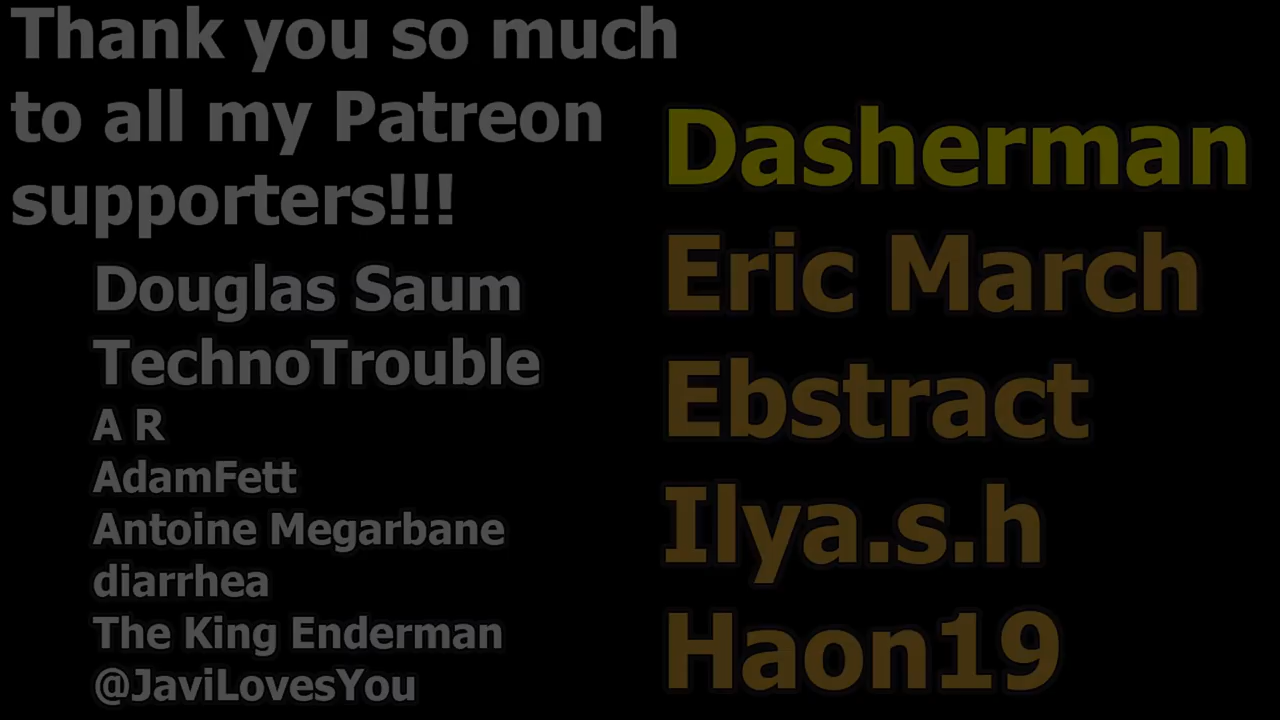 Thank you so much
to all my Patreon
supporters!!!
Douglas Saum
TechnoTrouble
A R
AdamFett
Antoine Megarbane
diarrhea
The King Enderman
@JaviLovesYou
Dasherman
Eric March
Ebstract
Ilya.s.h
Haon19